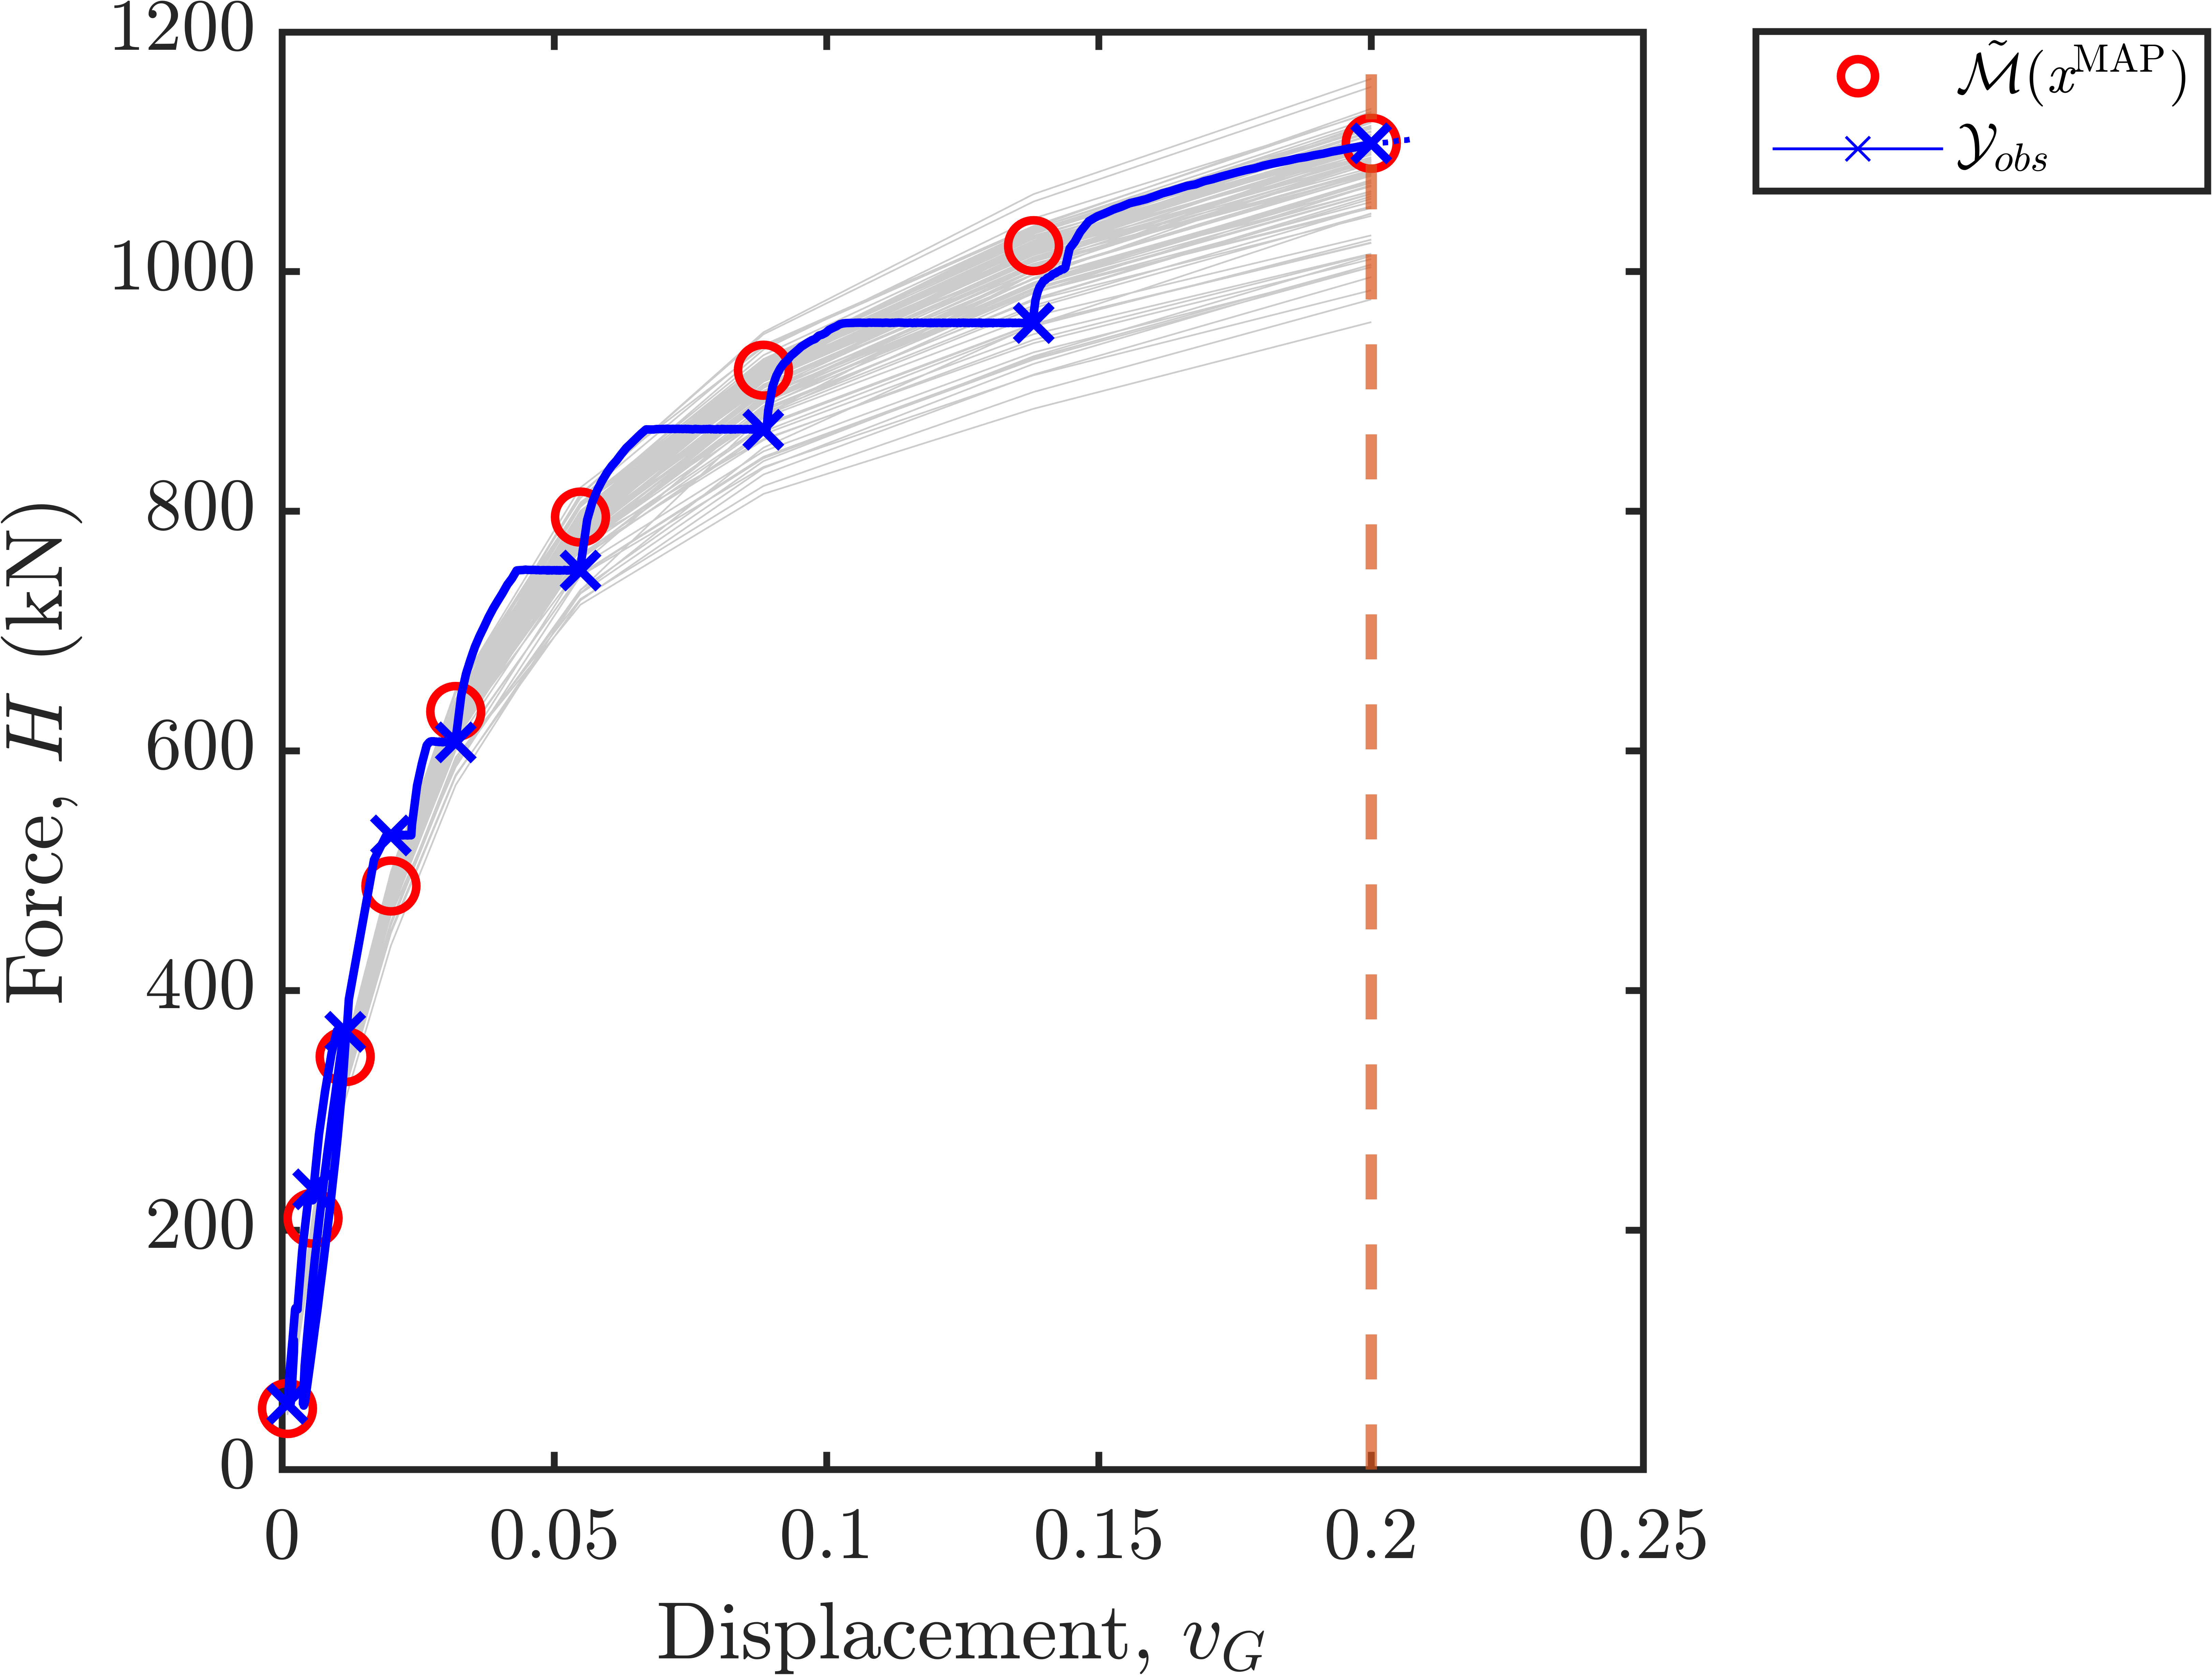 1200
1000
800
600
400
200
0
Force, H (kN)
0 0.05 0.1 0.15 0.2 0.25
Displacement, v_G
ℳ̃(x^MAP)
𝒴_obs